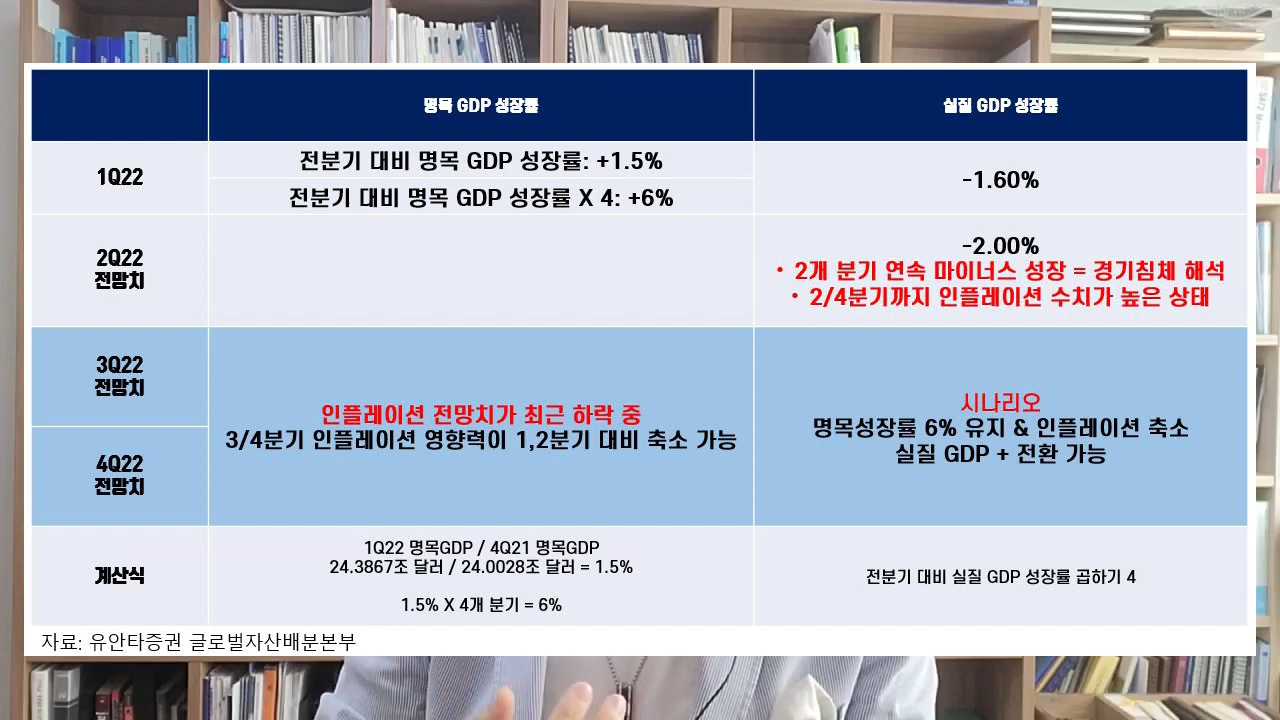 명목 GDP 성장률
실질 GDP 성장률
1Q22
전분기 대비 명목 GDP 성장률: +1.5%
전분기 대비 명목 GDP 성장률 X 4: +6%
-1.60%
2Q22
전망치
-2.00%
• 2개 분기 연속 마이너스 성장 = 경기침체 해석
• 2/4분기까지 인플레이션 수치가 높은 상태
3Q22
전망치
4Q22
전망치
인플레이션 전망치가 최근 하락 중
3/4분기 인플레이션 영향력이 1,2분기 대비 축소 가능
시나리오
명목성장률 6% 유지 & 인플레이션 축소
실질 GDP + 전환 가능
계산식
1Q22 명목GDP / 4Q21 명목GDP
24.3867조 달러 / 24.0028조 달러 = 1.5%
1.5% X 4개 분기 = 6%
전분기 대비 실질 GDP 성장률 곱하기 4
자료: 유안타증권 글로벌자산배분본부